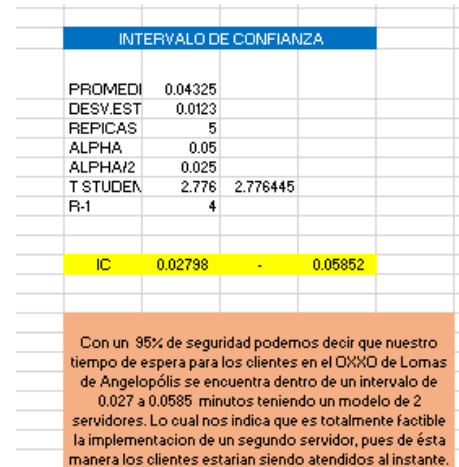 INTERVALO DE CONFIANZA
PROMEDI 0.04325
DESV.EST 0.0123
REPICAS 5
ALPHA 0.05
ALPHA/2 0.025
T STUDEN 2.776 2.776445
R-1 4
IC 0.02798 - 0.05852
Con un 95% de seguridad podemos decir que nuestro
tiempo de espera para los clientes en el OXXO de Lomas
de Angelopólis se encuentra dentro de un intervalo de
0.027 a 0.0585 minutos teniendo un modelo de 2
servidores. Lo cual nos indica que es totalmente factible
la implementacion de un segundo servidor, pues de ésta
manera los clientes estarian siendo atendidos al instante.